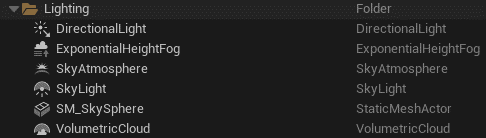 Lighting Folder
DirectionalLight DirectionalLight
ExponentialHeightFog ExponentialHeightFog
SkyAtmosphere SkyAtmosphere
SkyLight SkyLight
SM_SkySphere StaticMeshActor
VolumetricCloud VolumetricCloud